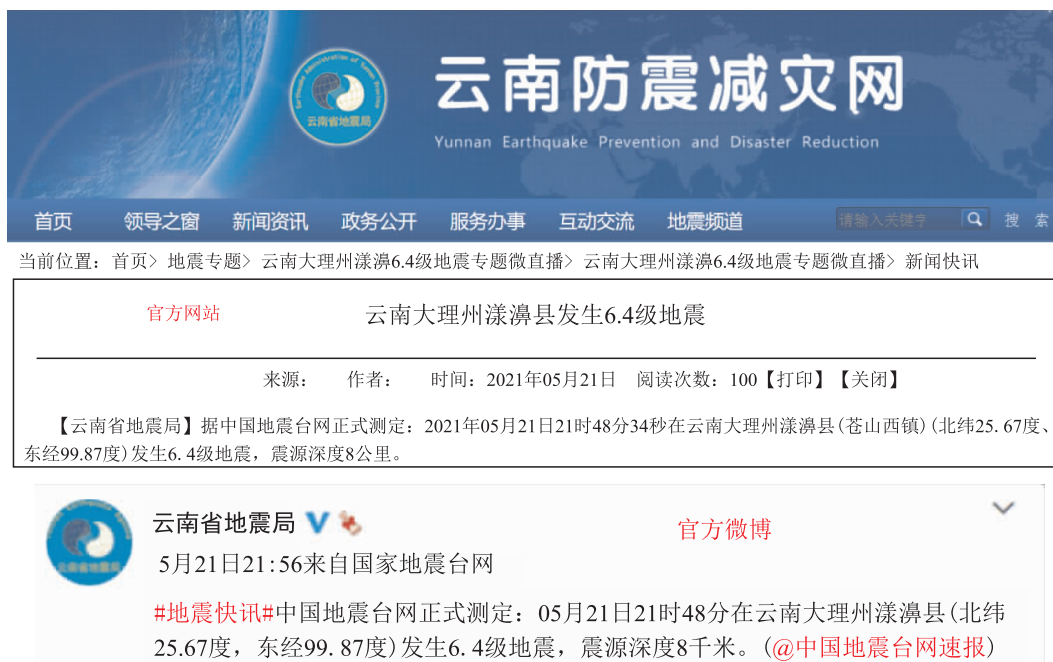 云南防震减灾网
Yunnan Earthquake Prevention and Disaster Reduction
云南省地震局
首页 领导之窗 新闻资讯 政务公开 服务办事 互动交流 地震频道 请输入关键字 搜 索
当前位置：首页> 地震专题> 云南大理州漾濞6.4级地震专题微直播> 云南大理州漾濞6.4级地震专题微直播> 新闻快讯
官方网站 云南大理州漾濞县发生6.4级地震
来源： 作者： 时间：2021年05月21日 阅读次数：100【打印】【关闭】
【云南省地震局】据中国地震台网正式测定：2021年05月21日21时48分34秒在云南大理州漾濞县(苍山西镇)(北纬25.67度、
东经99.87度)发生6.4级地震，震源深度8公里。
云南省地震局 官方微博
5月21日21:56来自国家地震台网
#地震快讯#中国地震台网正式测定：05月21日21时48分在云南大理州漾濞县(北纬
25.67度，东经99.87度)发生6.4级地震，震源深度8千米。(@中国地震台网速报)
云南省地震局